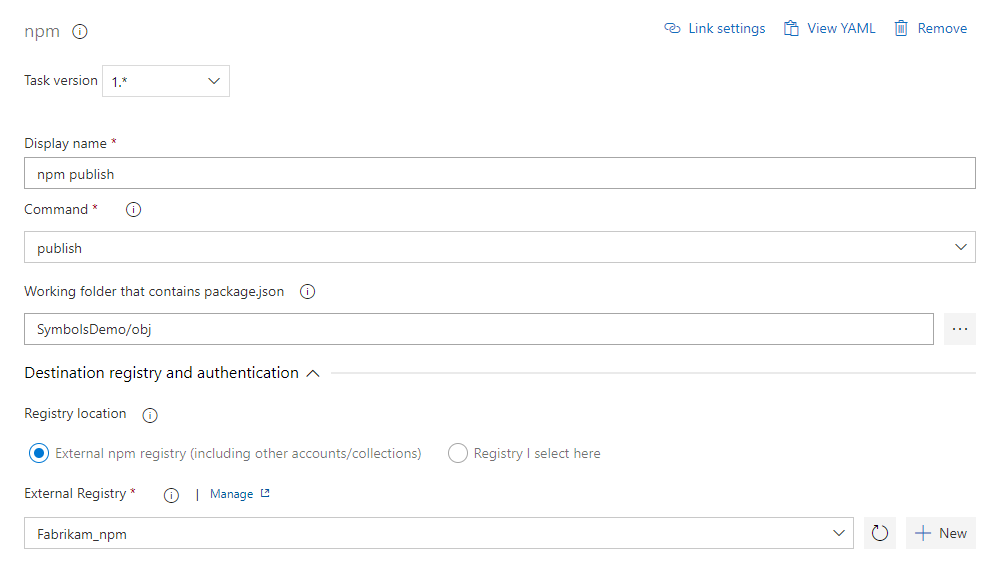 npm
Link settings View YAML Remove
Task version 1.*
Display name *
npm publish
Command *
publish
Working folder that contains package.json
SymbolsDemo/obj
...
Destination registry and authentication
Registry location
External npm registry (including other accounts/collections) Registry I select here
External Registry * | Manage
Fabrikam_npm
New